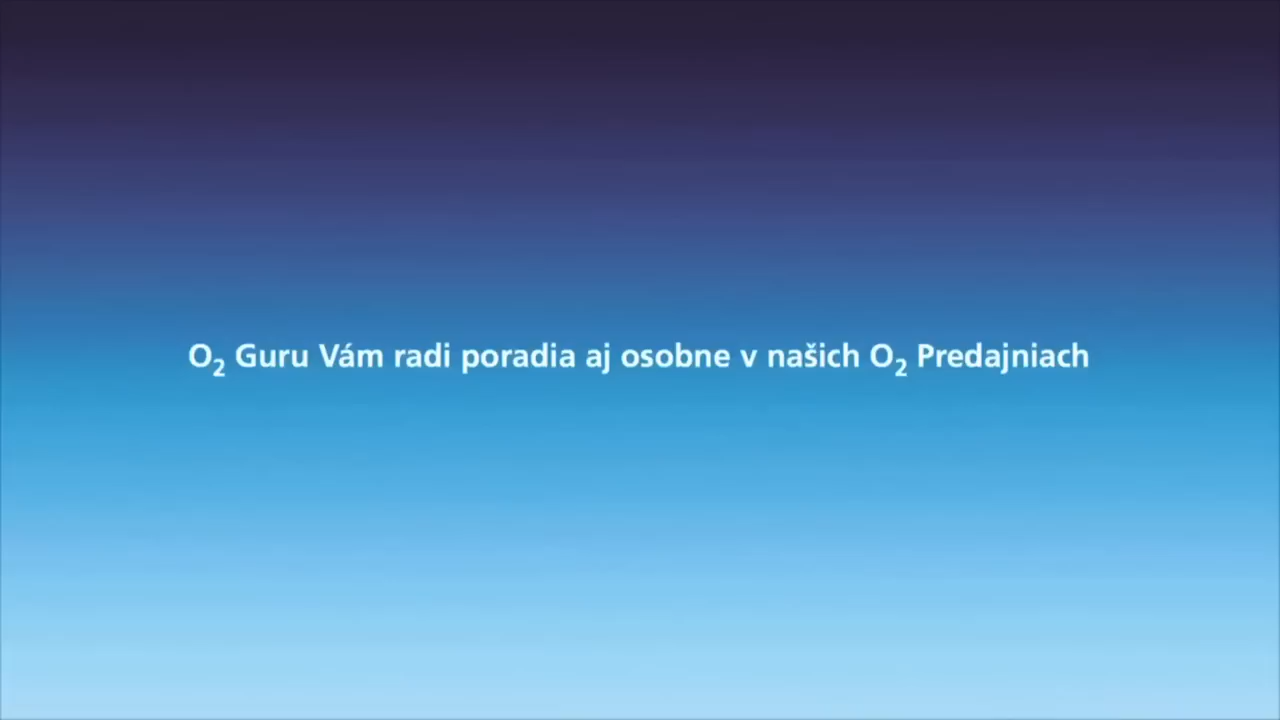 O₂ Guru Vám radi poradia aj osobne v našich O₂ Predajniach